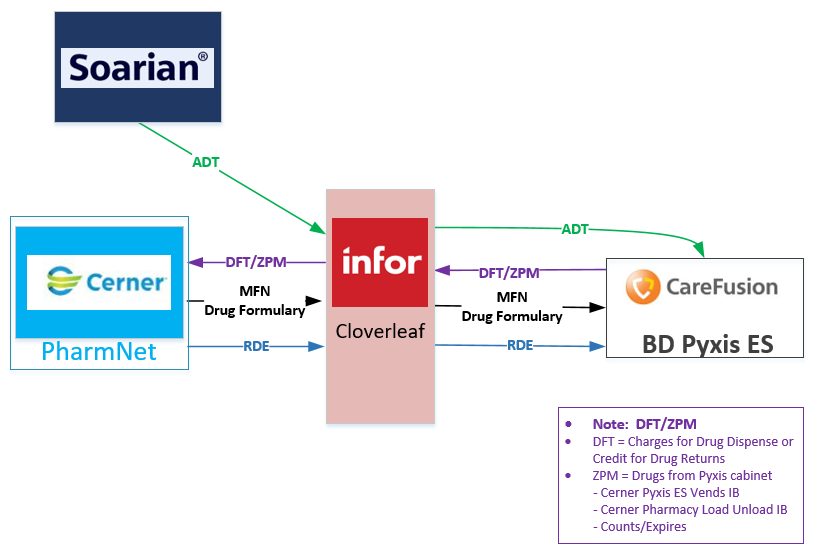 Soarian®
ADT
ADT
DFT/ZPM
DFT/ZPM
Cerner
infor
CareFusion
MFN
Drug Formulary
MFN
Drug Formulary
Cloverleaf
PharmNet
RDE
RDE
BD Pyxis ES
• Note: DFT/ZPM
• DFT = Charges for Drug Dispense or
Credit for Drug Returns
• ZPM = Drugs from Pyxis cabinet
- Cerner Pyxis ES Vends IB
- Cerner Pharmacy Load Unload IB
- Counts/Expires